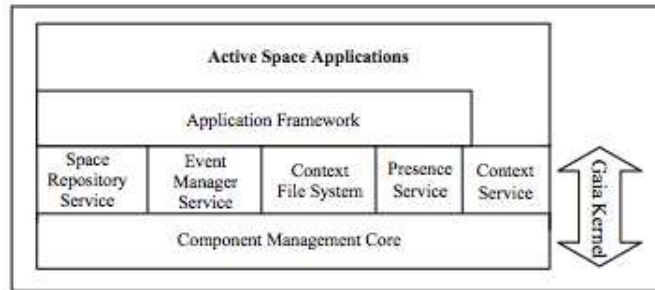 Active Space Applications
Application Framework
Space
Repository
Service
Event
Manager
Service
Context
File System
Presence
Service
Context
Service
Gaia Kernel
Component Management Core